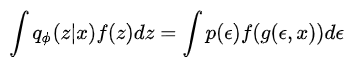 ∫ q_ϕ(z|x)f(z)dz = ∫ p(ϵ)f(g(ϵ, x))dϵ